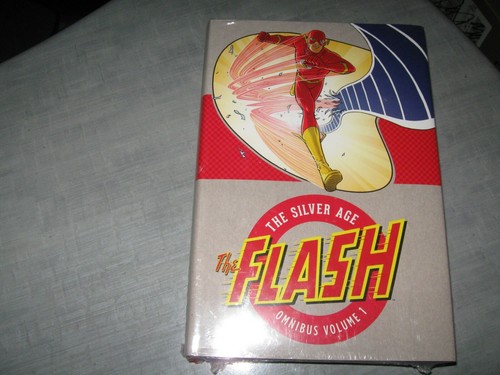 THE SILVER AGE
The FLASH
OMNIBUS VOLUME 1